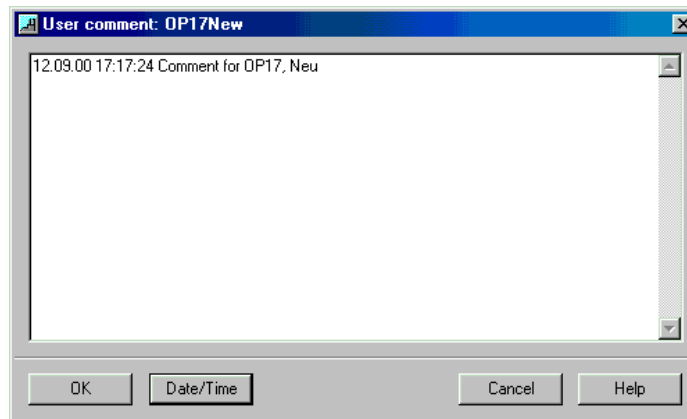 User comment: OP17New
12.09.00 17:17:24 Comment for OP17, Neu
OK
Date/Time
Cancel
Help